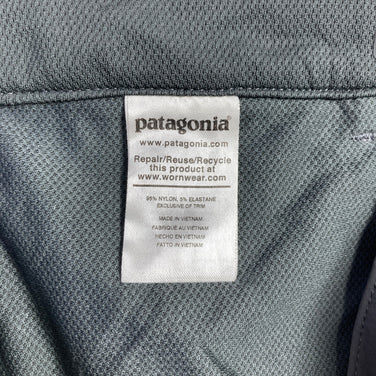 patagonia®
www.patagonia.com
Repair/Reuse/Recycle
this product at
www.wornwear.com
95% NYLON, 5% ELASTANE
EXCLUSIVE OF TRIM
MADE IN VIETNAM
FABRIQUÉ AU VIETNAM
HECHO EN VIETNAM
FATTO IN VIETNAM